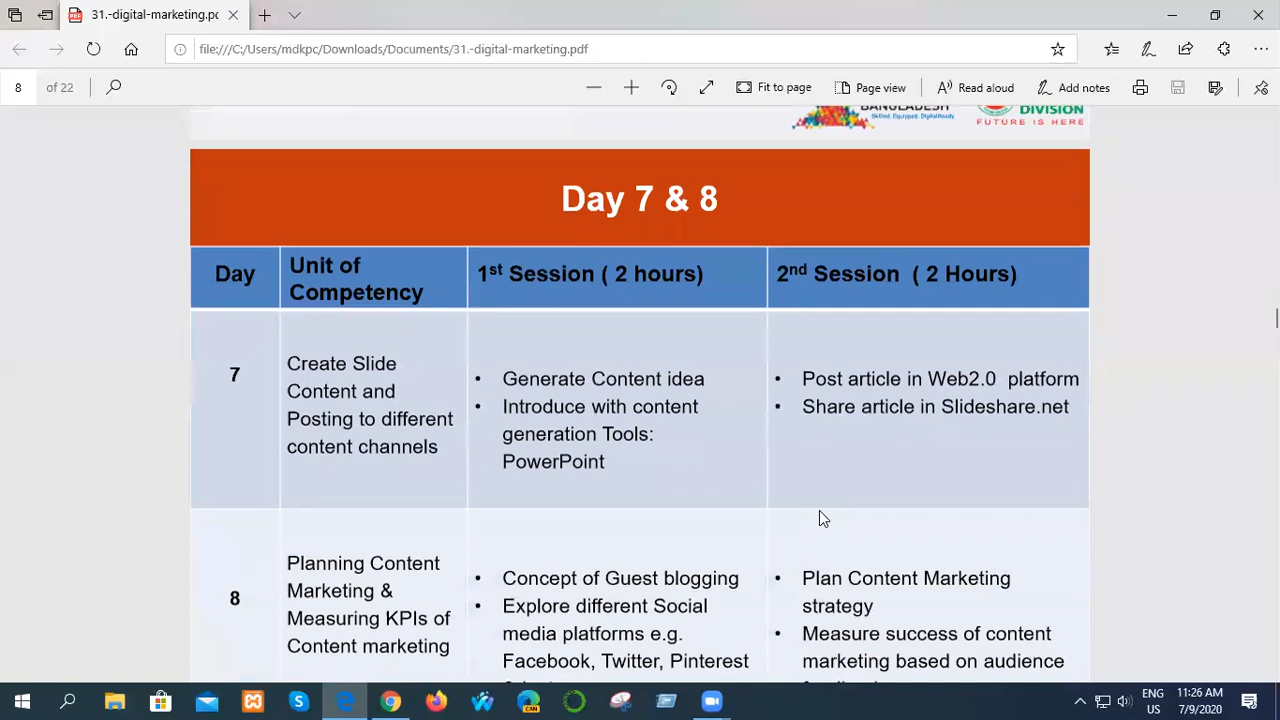 31.-digital-marketing.pc
file:///C:/Users/mdkpc/Downloads/Documents/31.-digital-marketing.pdf
8 of 22
Fit to page
Page view
Read aloud
Add notes
BANGLADESH
Skilled. Equipped. DigitalReady.
DIVISION
FUTURE IS HERE
Day 7 & 8
Day
Unit of
Competency
1st Session ( 2 hours)
2nd Session ( 2 Hours)
7
Create Slide
Content and
Posting to different
content channels
• Generate Content idea
• Introduce with content
generation Tools:
PowerPoint
• Post article in Web2.0 platform
• Share article in Slideshare.net
8
Planning Content
Marketing &
Measuring KPIs of
Content marketing
• Concept of Guest blogging
• Explore different Social
media platforms e.g.
Facebook, Twitter, Pinterest
• Plan Content Marketing
strategy
• Measure success of content
marketing based on audience
ENG
US
11:26 AM
7/9/2020